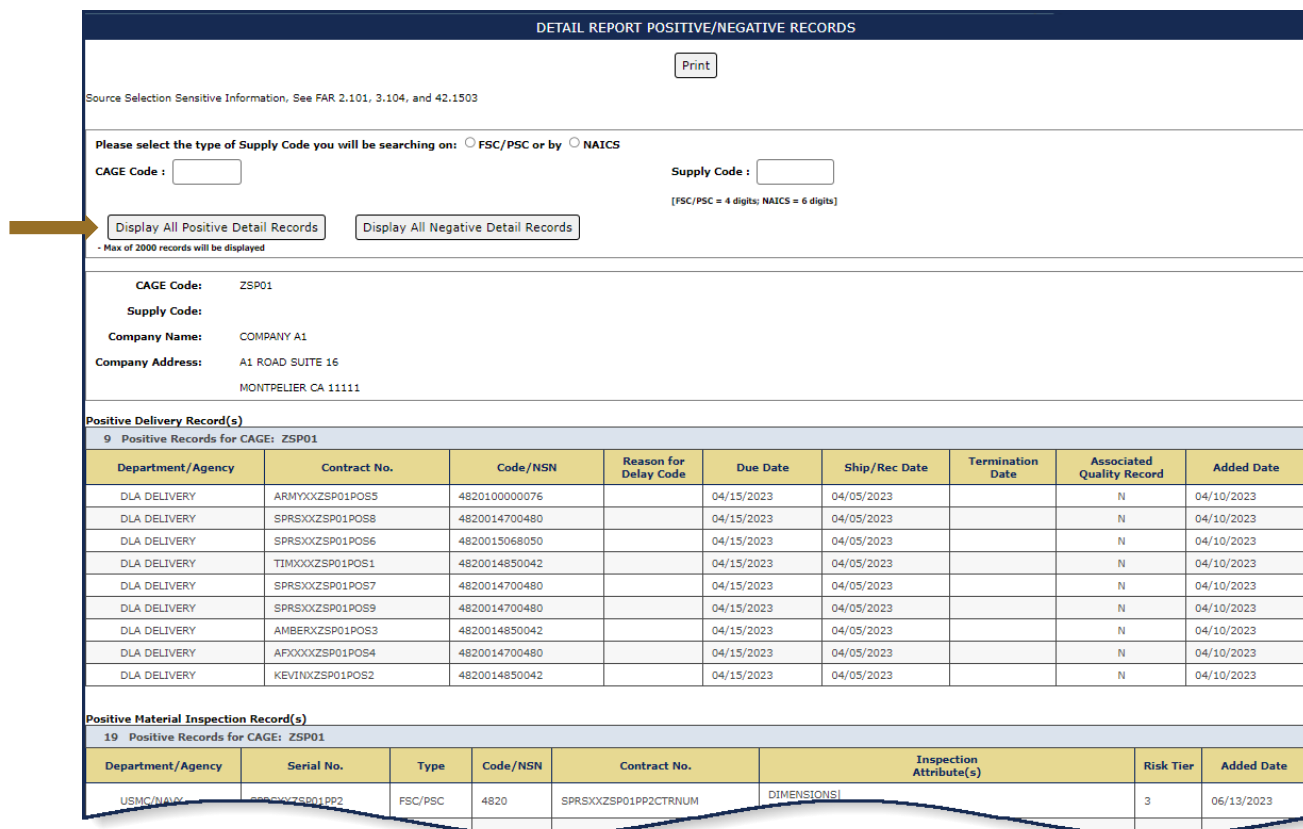 DETAIL REPORT POSITIVE/NEGATIVE RECORDS
Print
Source Selection Sensitive Information, See FAR 2.101, 3.104, and 42.1503
Please select the type of Supply Code you will be searching on: FSC/PSC or by NAICS
CAGE Code : Supply Code :
[FSC/PSC = 4 digits; NAICS = 6 digits]
Display All Positive Detail Records Display All Negative Detail Records
- Max of 2000 records will be displayed
CAGE Code: ZSP01
Supply Code:
Company Name: COMPANY A1
Company Address: A1 ROAD SUITE 16
MONTPELIER CA 11111
Positive Delivery Record(s)
9 Positive Records for CAGE: ZSP01
Department/Agency Contract No. Code/NSN Reason for Delay Code Due Date Ship/Rec Date Termination Date Associated Quality Record Added Date
DLA DELIVERY ARMYXXZSP01POS5 4820100000076 04/15/2023 04/05/2023 N 04/10/2023
DLA DELIVERY SPRSXXZSP01POS8 4820014700480 04/15/2023 04/05/2023 N 04/10/2023
DLA DELIVERY SPRSXXZSP01POS6 4820015068050 04/15/2023 04/05/2023 N 04/10/2023
DLA DELIVERY TIMXXXZSP01POS1 4820014850042 04/15/2023 04/05/2023 N 04/10/2023
DLA DELIVERY SPRSXXZSP01POS7 4820014700480 04/15/2023 04/05/2023 N 04/10/2023
DLA DELIVERY SPRSXXZSP01POS9 4820014700480 04/15/2023 04/05/2023 N 04/10/2023
DLA DELIVERY AMBERXZSP01POS3 4820014850042 04/15/2023 04/05/2023 N 04/10/2023
DLA DELIVERY AFXXXXZSP01POS4 4820014700480 04/15/2023 04/05/2023 N 04/10/2023
DLA DELIVERY KEVINXZSP01POS2 4820014850042 04/15/2023 04/05/2023 N 04/10/2023
Positive Material Inspection Record(s)
19 Positive Records for CAGE: ZSP01
Department/Agency Serial No. Type Code/NSN Contract No. Inspection Attribute(s) Risk Tier Added Date
USMC/NAVY SPRSXXZSP01PP2 FSC/PSC 4820 SPRSXXZSP01PP2CTRNUM DIMENSIONS| 3 06/13/2023